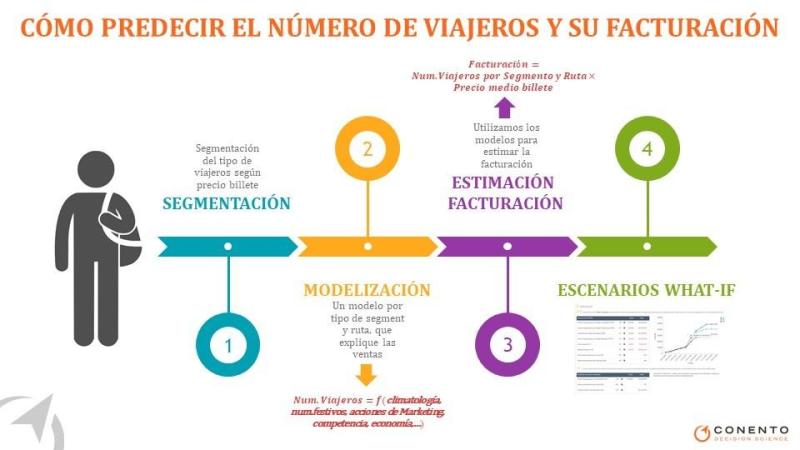 CÓMO PREDECIR EL NÚMERO DE VIAJEROS Y SU FACTURACIÓN
Segmentación
del tipo de
viajeros según
precio billete
SEGMENTACIÓN
1
2
MODELIZACIÓN
Un modelo por
tipo de segment
y ruta, que
explique las
ventas
Num.Viajeros = f( climatología,
num.festivos, acciones de Marketing,
competencia, economía,...)
Facturación =
Num.Viajeros por Segmento y Ruta ×
Precio medio billete
Utilizamos los
modelos para
estimar la
facturación
ESTIMACIÓN
FACTURACIÓN
3
4
ESCENARIOS WHAT-IF
CONENTO
DECISION SCIENCE